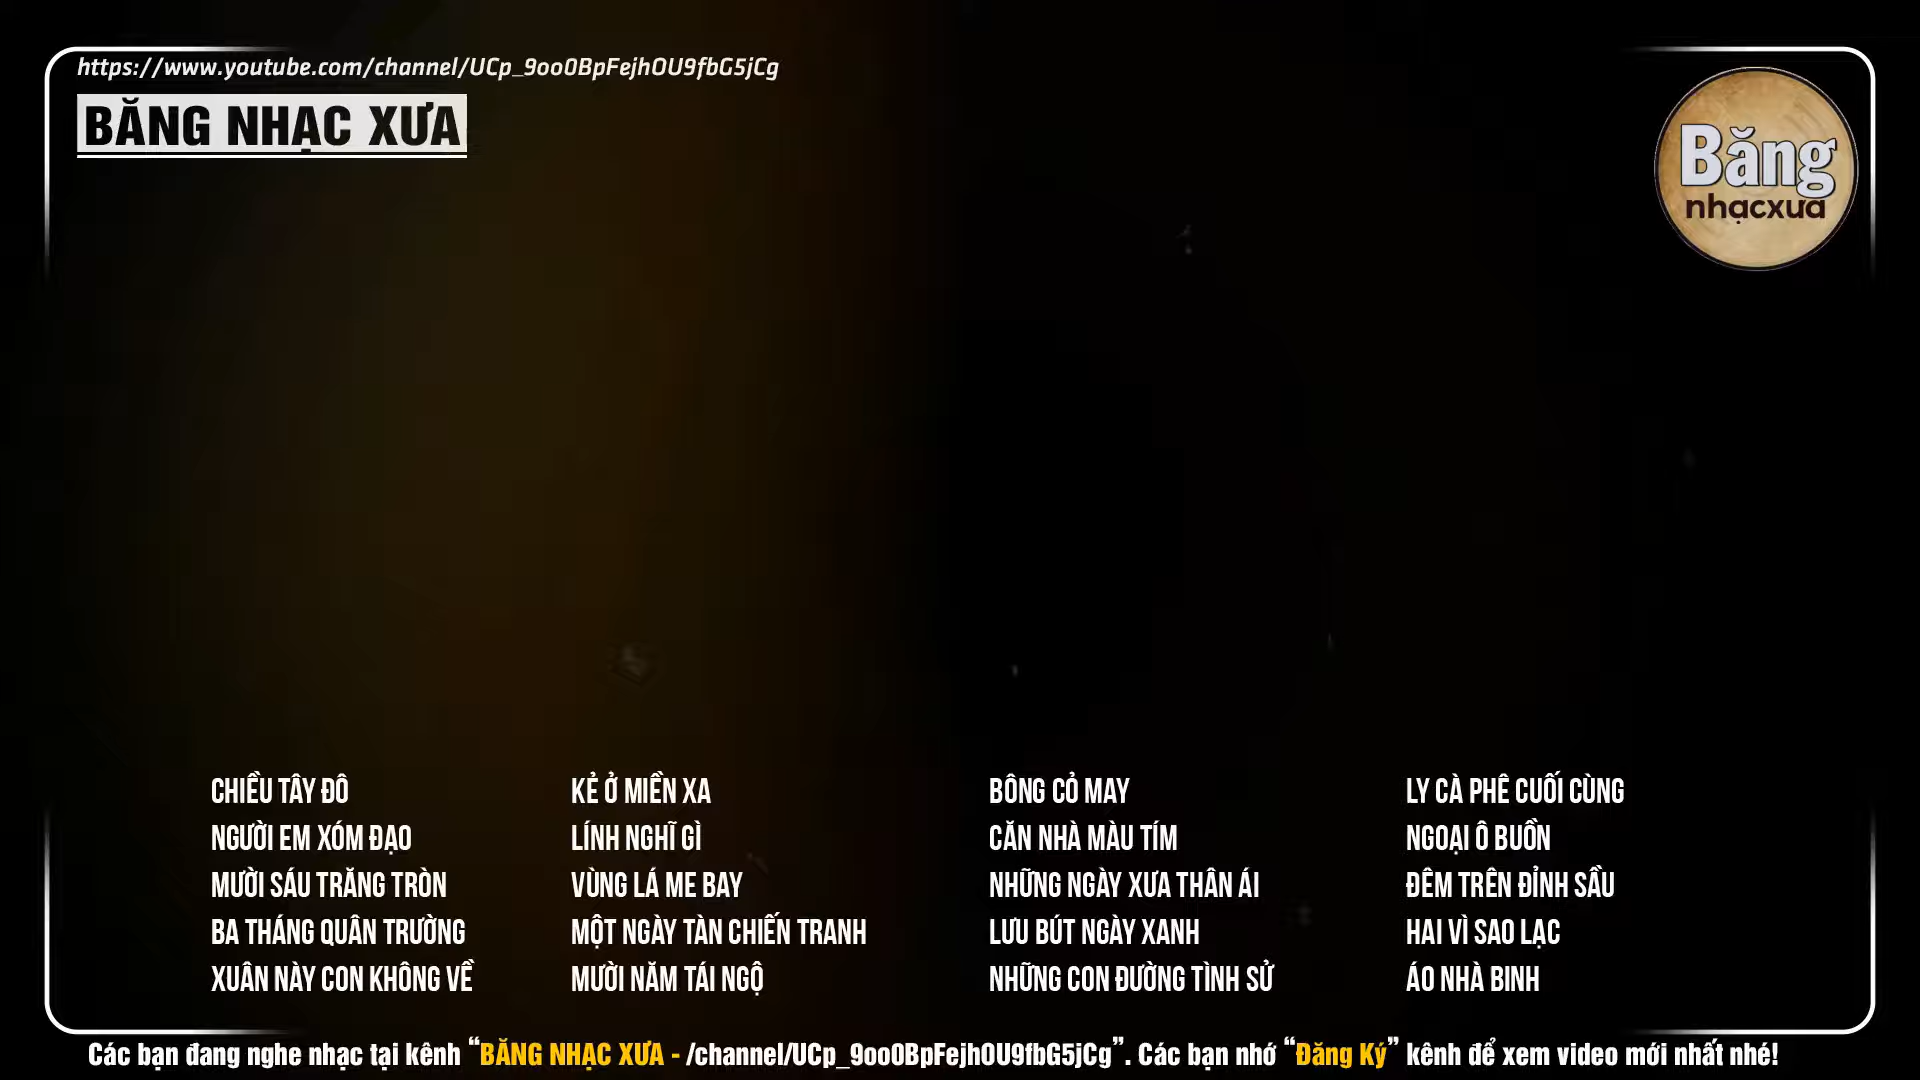 https://www.youtube.com/channel/UCp_9oo0BpFejhOU9fbG5jCg
BĂNG NHẠC XƯA
Băng
nhạcxưa
CHIỀU TÂY ĐÔ
NGƯỜI EM XÓM ĐẠO
MƯỜI SÁU TRĂNG TRÒN
BA THÁNG QUÂN TRƯỜNG
XUÂN NÀY CON KHÔNG VỀ
KẺ Ở MIỀN XA
LÍNH NGHĨ GÌ
VÙNG LÁ ME BAY
MỘT NGÀY TÀN CHIẾN TRANH
MƯỜI NĂM TÁI NGỘ
BÔNG CỎ MAY
CĂN NHÀ MÀU TÍM
NHỮNG NGÀY XƯA THÂN ÁI
LƯU BÚT NGÀY XANH
NHỮNG CON ĐƯỜNG TÌNH SỬ
LY CÀ PHÊ CUỐI CÙNG
NGOẠI Ô BUỒN
ĐÊM TRÊN ĐỈNH SẦU
HAI VÌ SAO LẠC
ÁO NHÀ BINH
Các bạn đang nghe nhạc tại kênh “BĂNG NHẠC XƯA - /channel/UCp_9oo0BpFejhOU9fbG5jCg”. Các bạn nhớ “Đăng Ký” kênh để xem video mới nhất nhé!